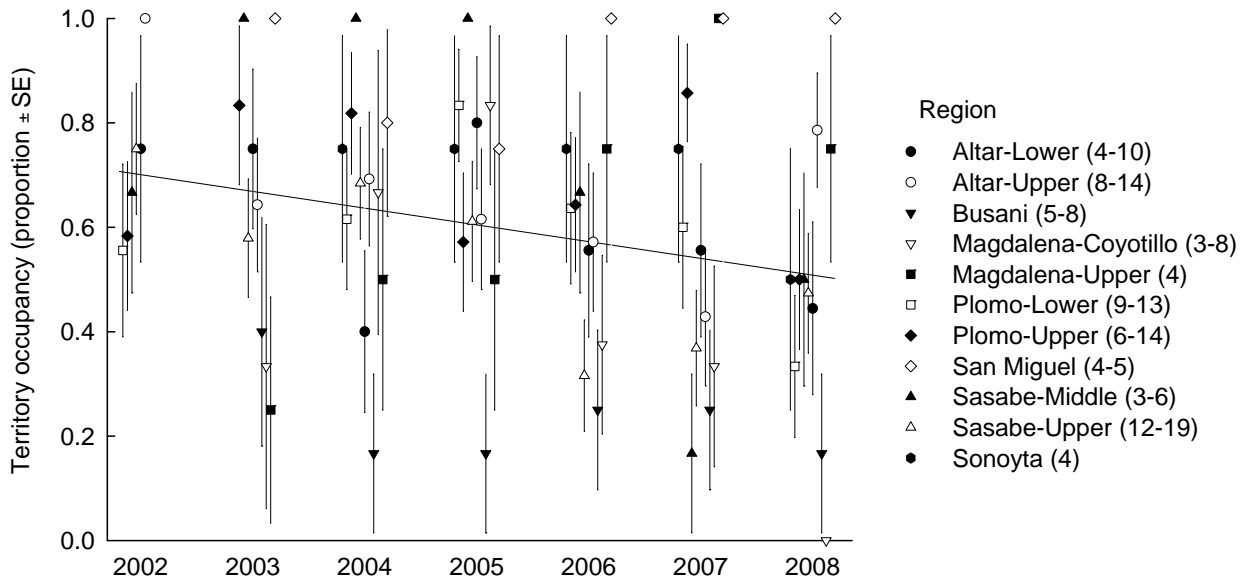 Territory occupancy (proportion ± SE)
1.0
0.8
0.6
0.4
0.2
0.0
2002 2003 2004 2005 2006 2007 2008
Region
Altar-Lower (4-10)
Altar-Upper (8-14)
Busani (5-8)
Magdalena-Coyotillo (3-8)
Magdalena-Upper (4)
Plomo-Lower (9-13)
Plomo-Upper (6-14)
San Miguel (4-5)
Sasabe-Middle (3-6)
Sasabe-Upper (12-19)
Sonoyta (4)